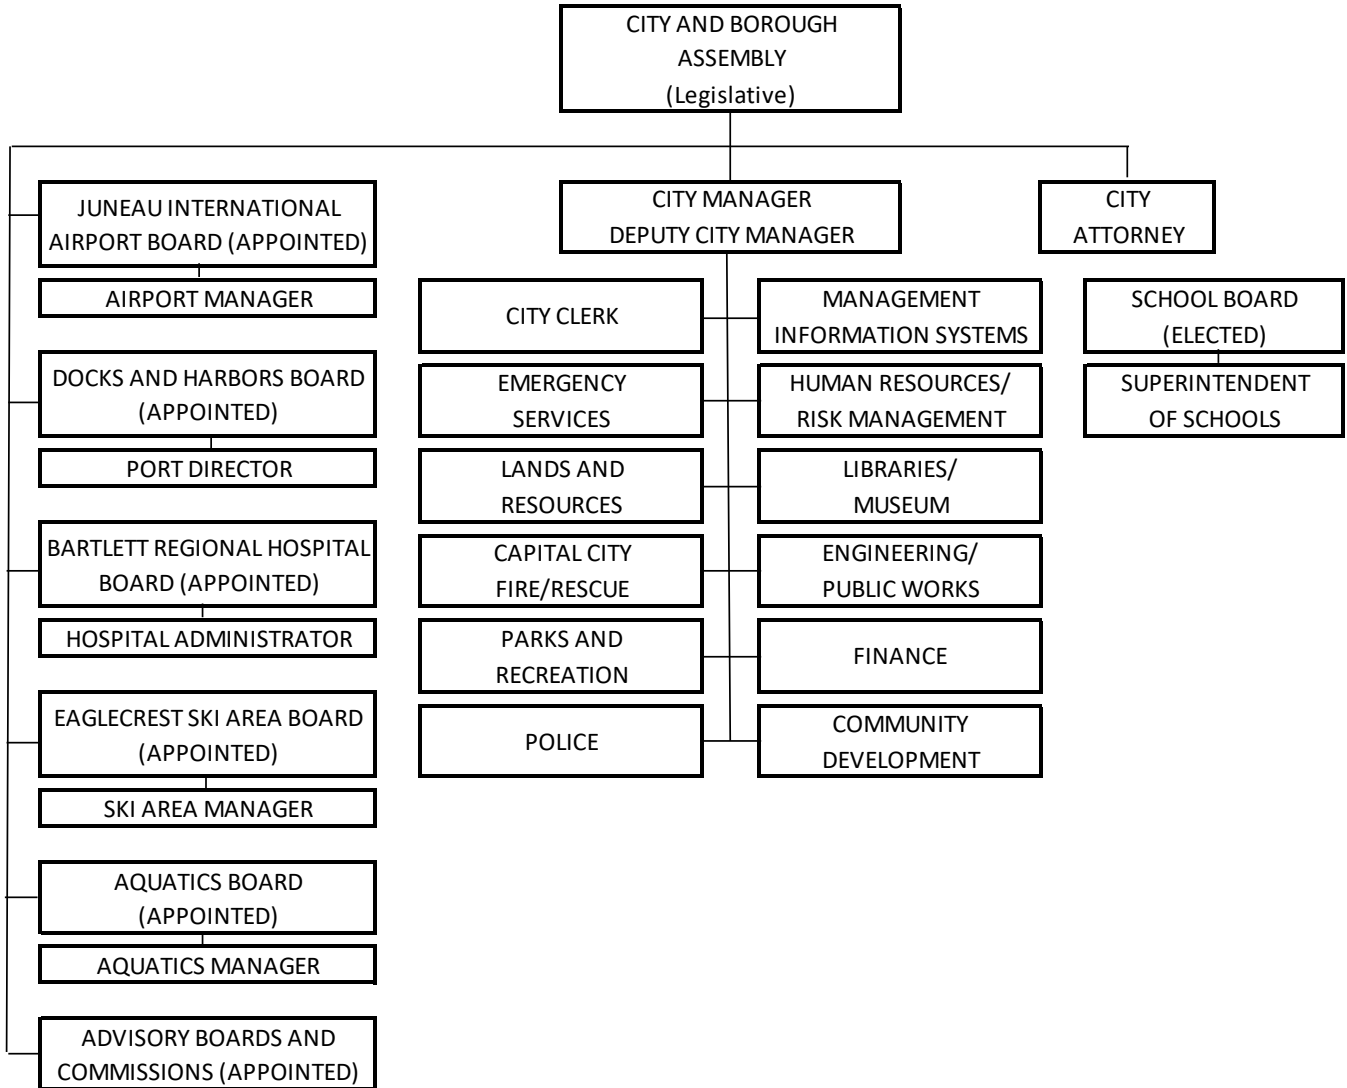 CITY AND BOROUGH
ASSEMBLY
(Legislative)
JUNEAU INTERNATIONAL
AIRPORT BOARD (APPOINTED)
AIRPORT MANAGER
DOCKS AND HARBORS BOARD
(APPOINTED)
PORT DIRECTOR
BARTLETT REGIONAL HOSPITAL
BOARD (APPOINTED)
HOSPITAL ADMINISTRATOR
EAGLECREST SKI AREA BOARD
(APPOINTED)
SKI AREA MANAGER
AQUATICS BOARD
(APPOINTED)
AQUATICS MANAGER
ADVISORY BOARDS AND
COMMISSIONS (APPOINTED)
CITY MANAGER
DEPUTY CITY MANAGER
CITY CLERK
MANAGEMENT
INFORMATION SYSTEMS
EMERGENCY
SERVICES
HUMAN RESOURCES/
RISK MANAGEMENT
LANDS AND
RESOURCES
LIBRARIES/
MUSEUM
CAPITAL CITY
FIRE/RESCUE
ENGINEERING/
PUBLIC WORKS
PARKS AND
RECREATION
FINANCE
POLICE
COMMUNITY
DEVELOPMENT
CITY
ATTORNEY
SCHOOL BOARD
(ELECTED)
SUPERINTENDENT
OF SCHOOLS